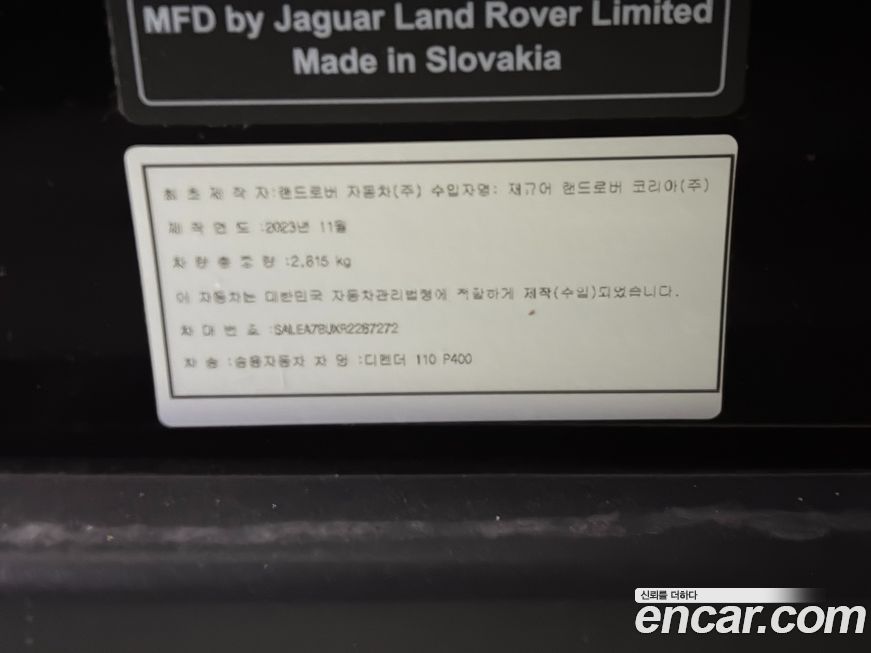 MFD by Jaguar Land Rover Limited
Made in Slovakia
최 초 제 작 자:랜드로버 자동차(주) 수입자명: 재규어 랜드로버 코리아(주)
제 작 연 도 :2023년 11월
차 량 총 중 량 :2,815 kg
이 자동차는 대한민국 자동차관리법령에 적합하게 제작(수입)되었습니다.
차 대 번 호 :SALEA7BUXR2267272
차 종 :승용자동차 차 명 :디펜더 110 P400
신뢰를 더하다
encar.com